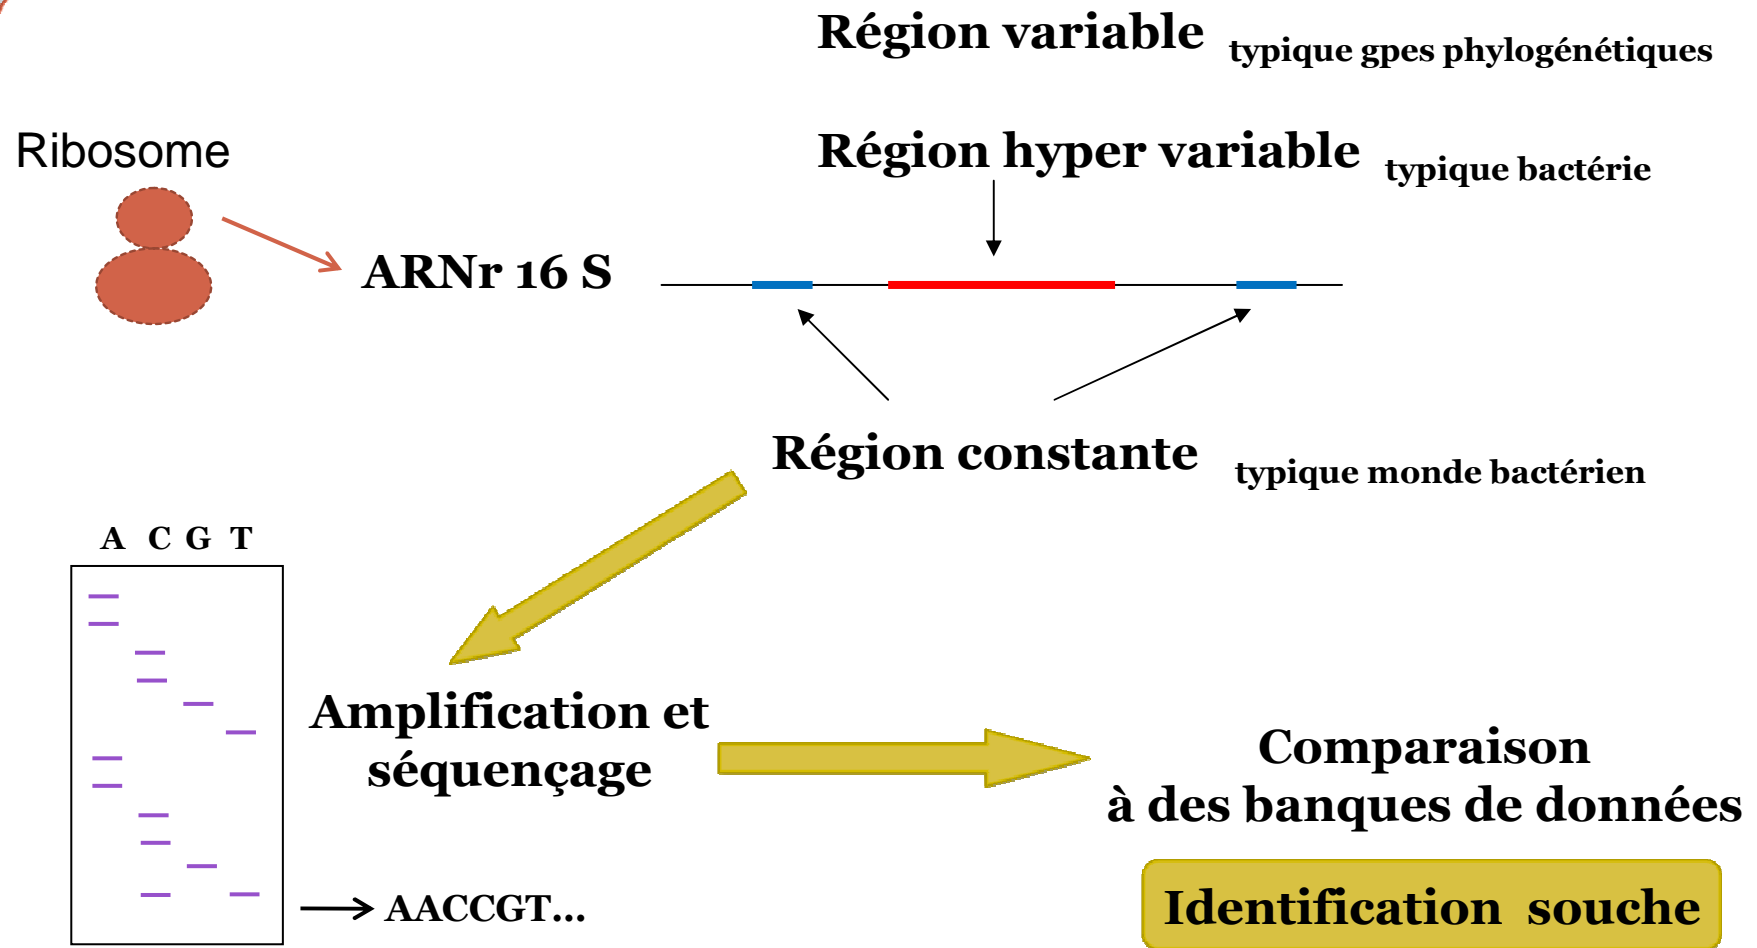 Région variable typique gpes phylogénétiques
Ribosome
Région hyper variable typique bactérie
ARNr 16 S
Région constante typique monde bactérien
A C G T
Amplification et
séquençage
Comparaison
à des banques de données
AACCGT...
Identification souche